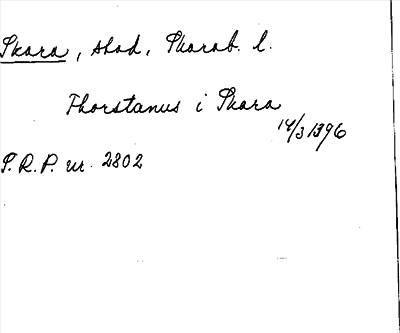 Skara, stad, Skarab. l.
Thorstanus i Skara
14/3 1396
S.R.P. nr. 2802